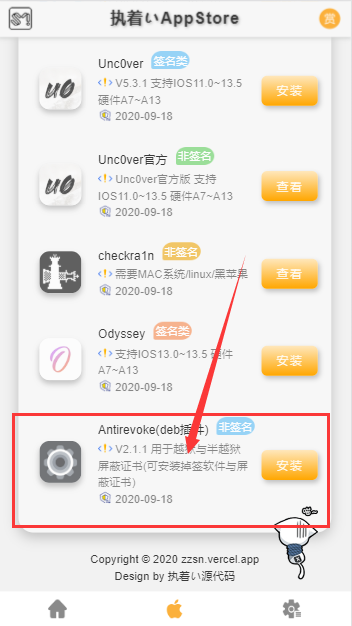 执着いAppStore
赏
Unc0ver 签名类
V5.3.1 支持IOS11.0~13.5
硬件A7~A13
2020-09-18
安装
Unc0ver官方 非签名
Unc0ver官方版 支持
IOS11.0~13.5 硬件A7~A13
2020-09-18
查看
checkra1n 非签名
需要MAC系统/linux/黑苹果
2020-09-18
查看
Odyssey 签名类
支持IOS13.0~13.5 硬件
A7~A13
2020-09-18
安装
Antirevoke(deb插件) 非签名
V2.1.1 用于越狱与半越狱
屏蔽证书(可安装掉签软件与屏
蔽证书)
2020-09-18
安装
Copyright © 2020 zzsn.vercel.app
Design by 执着い源代码